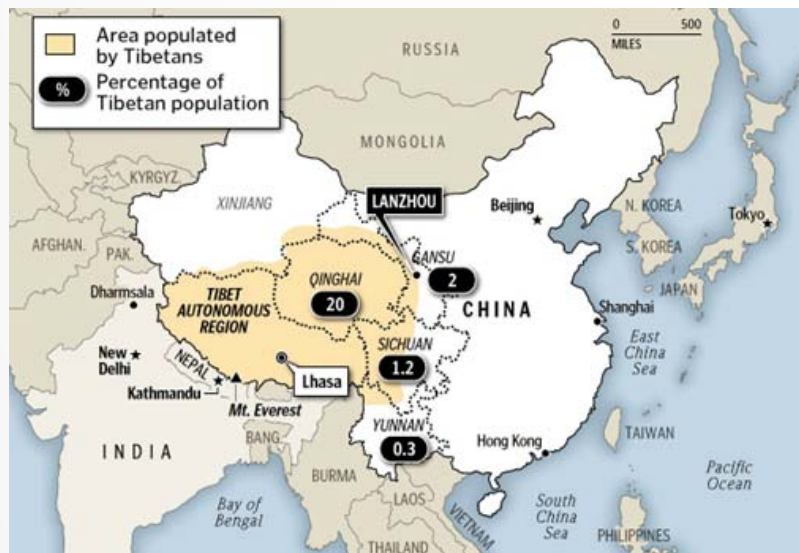 Area populated
by Tibetans
%
Percentage of
Tibetan population
0 500
MILES
RUSSIA
MONGOLIA
KYRGYZ.
XINJIANG
LANZHOU
Beijing
N. KOREA
Tokyo
AFGHAN.
PAK.
GANSU
2
S. KOREA
QINGHAI
20
JAPAN
Dharmsala
TIBET
AUTONOMOUS
REGION
CHINA
Shanghai
East
China
Sea
SICHUAN
1.2
New
Delhi
NEPAL
Lhasa
Kathmandu
Mt. Everest
YUNNAN
0.3
TAIWAN
INDIA
BANG.
Hong Kong
BURMA
Pacific
Ocean
LAOS
Bay of
Bengal
South
China
Sea
VIETNAM
PHILIPPINES
THAILAND